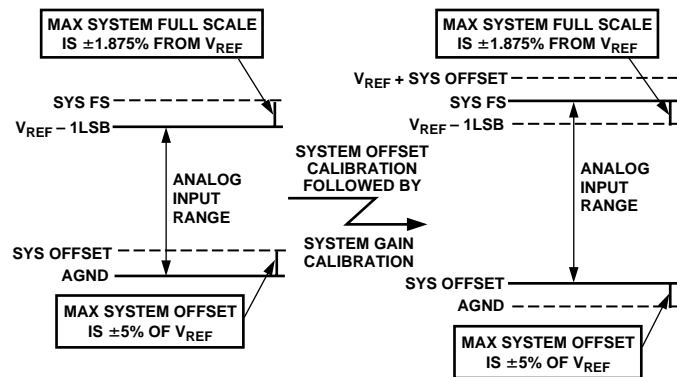 MAX SYSTEM FULL SCALE
IS ±1.875% FROM VREF
SYS FS
VREF – 1LSB
ANALOG
INPUT
RANGE
SYS OFFSET
AGND
MAX SYSTEM OFFSET
IS ±5% OF VREF
SYSTEM OFFSET
CALIBRATION
FOLLOWED BY
SYSTEM GAIN
CALIBRATION
MAX SYSTEM FULL SCALE
IS ±1.875% FROM VREF
VREF + SYS OFFSET
SYS FS
VREF – 1LSB
ANALOG
INPUT
RANGE
SYS OFFSET
AGND
MAX SYSTEM OFFSET
IS ±5% OF VREF